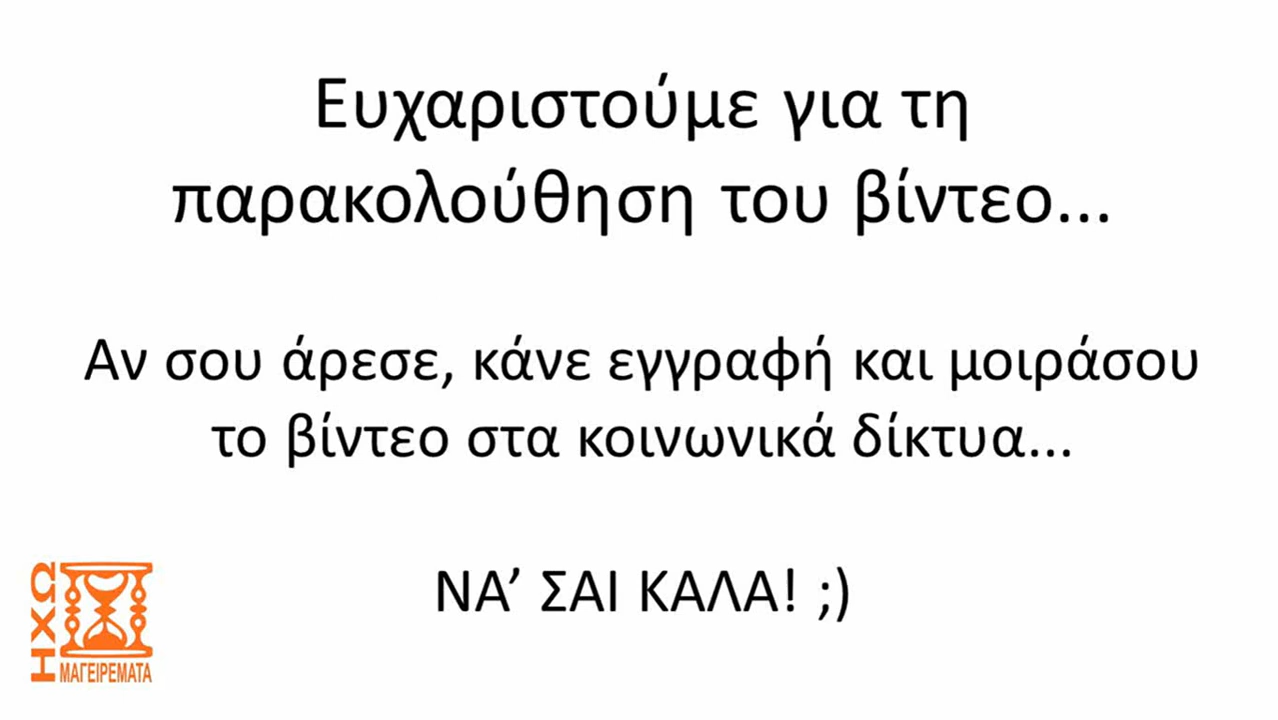 Ευχαριστούμε για τη
παρακολούθηση του βίντεο...
Αν σου άρεσε, κάνε εγγραφή και μοιράσου
το βίντεο στα κοινωνικά δίκτυα...
ΝΑ’ ΣΑΙ ΚΑΛΑ! ;)
ΗΧΩ
ΜΑΓΕΙΡΕΜΑΤΑ